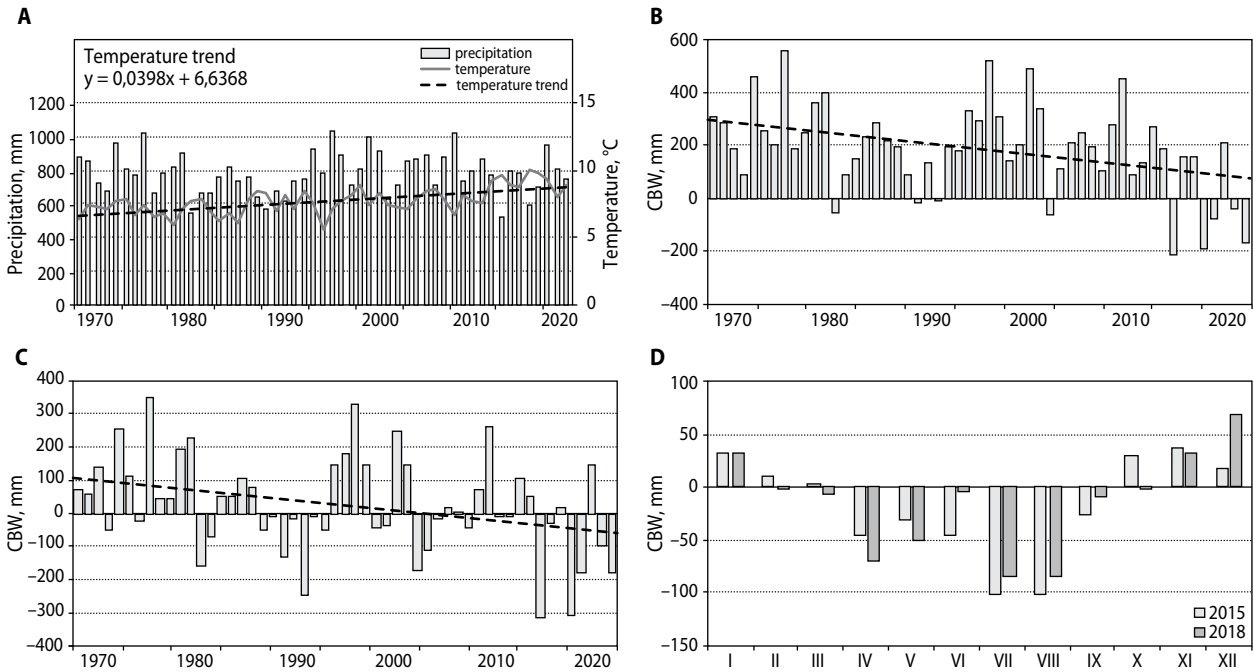 A
Temperature trend
y = 0,0398x + 6,6368
precipitation
temperature
temperature trend
Precipitation, mm
1200
1000
800
600
400
200
0
15
10
5
0
Temperature, °C
1970 1980 1990 2000 2010 2020
B
CBW, mm
600
400
200
0
−200
−400
1970 1980 1990 2000 2010 2020
C
CBW, mm
400
300
200
100
0
−100
−200
−300
−400
1970 1980 1990 2000 2010 2020
D
CBW, mm
100
50
0
−50
−100
−150
2015
2018
I II III IV V VI VII VIII IX X XI XII